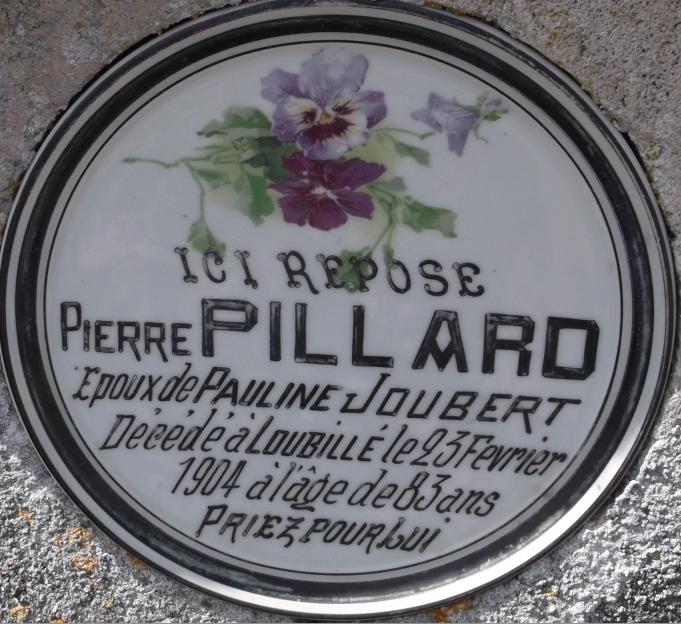 ICI REPOSE
PIERRE PILLARD
Epoux de PAULINE JOUBERT
Décédé à LOUBILLÉ le 23 Fevrier
1904 à l'âge de 83 ans
PRIEZ POUR LUI